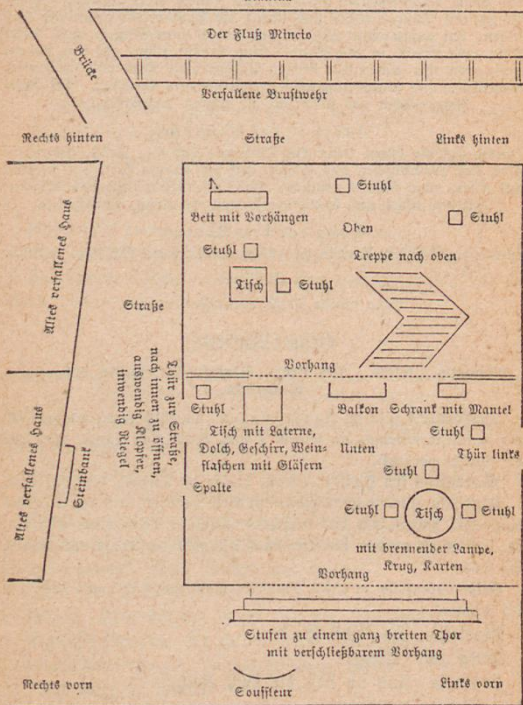 Der Fluß Mincio
Brücke
Verfallene Brustwehr
Rechts hinten
Straße
Links hinten
Altes verfallenes Haus
Stuhl
Bett mit Vorhängen
Stuhl
Oben
Stuhl
Treppe nach oben
Tisch
Stuhl
Straße
Vorhang
Thür zur Straße,
nach innen zu öffnen,
auswendig Klopfer,
inwendig Riegel
Stuhl
Balkon
Schrank mit Mantel
Tisch mit Laterne,
Dolch, Geschirr, Wein-
flaschen mit Gläsern
Unten
Stuhl
Thür links
Stuhl
Spalte
Altes verfallenes Haus
Steinbank
Stuhl
Tisch
Stuhl
mit brennender Lampe,
Krug, Karten
Vorhang
Stufen zu einem ganz breiten Thor
mit verschließbarem Vorhang
Rechts vorn
Souffleur
Links vorn